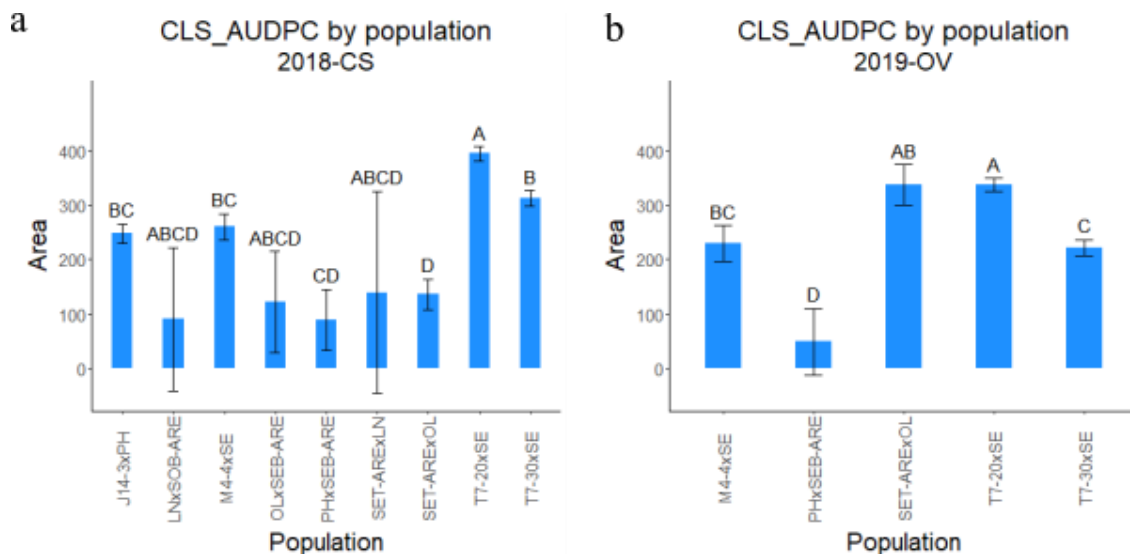 a
CLS_AUDPC by population
2018-CS
Area
400
300
200
100
0
BC
ABCD
BC
ABCD
CD
ABCD
D
A
B
J14-3xPH
LNxSOB-ARE
M4-4xSE
OLxSEB-ARE
PHxSEB-ARE
SET-ARExLN
SET-ARExOL
T7-20xSE
T7-30xSE
Population
b
CLS_AUDPC by population
2019-OV
Area
400
300
200
100
0
BC
D
AB
A
C
M4-4xSE
PHxSEB-ARE
SET-ARExOL
T7-20xSE
T7-30xSE
Population